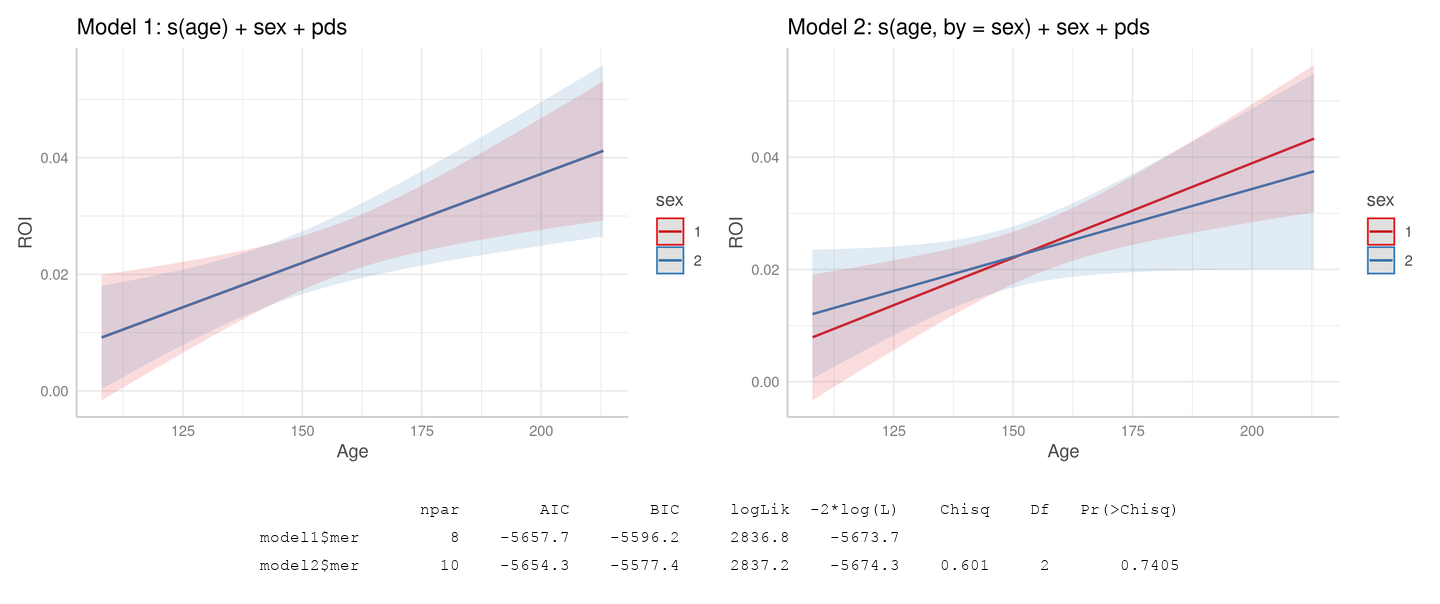 Model 1: s(age) + sex + pds
0.04
0.02
0.00
ROI
125 150 175 200
Age
sex
1
2
Model 2: s(age, by = sex) + sex + pds
0.04
0.02
0.00
ROI
125 150 175 200
Age
sex
1
2
npar AIC BIC logLik -2*log(L) Chisq Df Pr(>Chisq)
model1$mer 8 -5657.7 -5596.2 2836.8 -5673.7
model2$mer 10 -5654.3 -5577.4 2837.2 -5674.3 0.601 2 0.7405